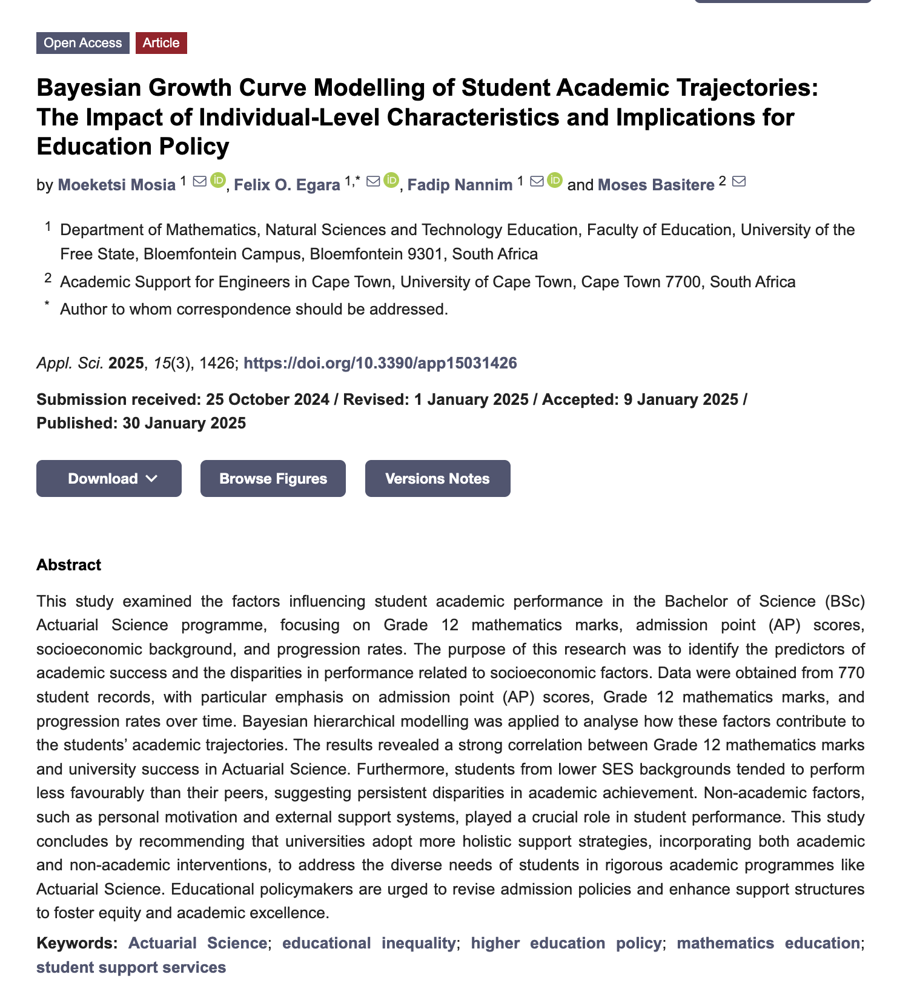 Open Access Article
Bayesian Growth Curve Modelling of Student Academic Trajectories:
The Impact of Individual-Level Characteristics and Implications for
Education Policy
by Moeketsi Mosia 1 iD, Felix O. Egara 1,* iD, Fadip Nannim 1 iD and Moses Basitere 2
1 Department of Mathematics, Natural Sciences and Technology Education, Faculty of Education, University of the
Free State, Bloemfontein Campus, Bloemfontein 9301, South Africa
2 Academic Support for Engineers in Cape Town, University of Cape Town, Cape Town 7700, South Africa
* Author to whom correspondence should be addressed.
Appl. Sci. 2025, 15(3), 1426; https://doi.org/10.3390/app15031426
Submission received: 25 October 2024 / Revised: 1 January 2025 / Accepted: 9 January 2025 /
Published: 30 January 2025
Download Browse Figures Versions Notes
Abstract
This study examined the factors influencing student academic performance in the Bachelor of Science (BSc)
Actuarial Science programme, focusing on Grade 12 mathematics marks, admission point (AP) scores,
socioeconomic background, and progression rates. The purpose of this research was to identify the predictors of
academic success and the disparities in performance related to socioeconomic factors. Data were obtained from 770
student records, with particular emphasis on admission point (AP) scores, Grade 12 mathematics marks, and
progression rates over time. Bayesian hierarchical modelling was applied to analyse how these factors contribute to
the students’ academic trajectories. The results revealed a strong correlation between Grade 12 mathematics marks
and university success in Actuarial Science. Furthermore, students from lower SES backgrounds tended to perform
less favourably than their peers, suggesting persistent disparities in academic achievement. Non-academic factors,
such as personal motivation and external support systems, played a crucial role in student performance. This study
concludes by recommending that universities adopt more holistic support strategies, incorporating both academic
and non-academic interventions, to address the diverse needs of students in rigorous academic programmes like
Actuarial Science. Educational policymakers are urged to revise admission policies and enhance support structures
to foster equity and academic excellence.
Keywords: Actuarial Science; educational inequality; higher education policy; mathematics education;
student support services